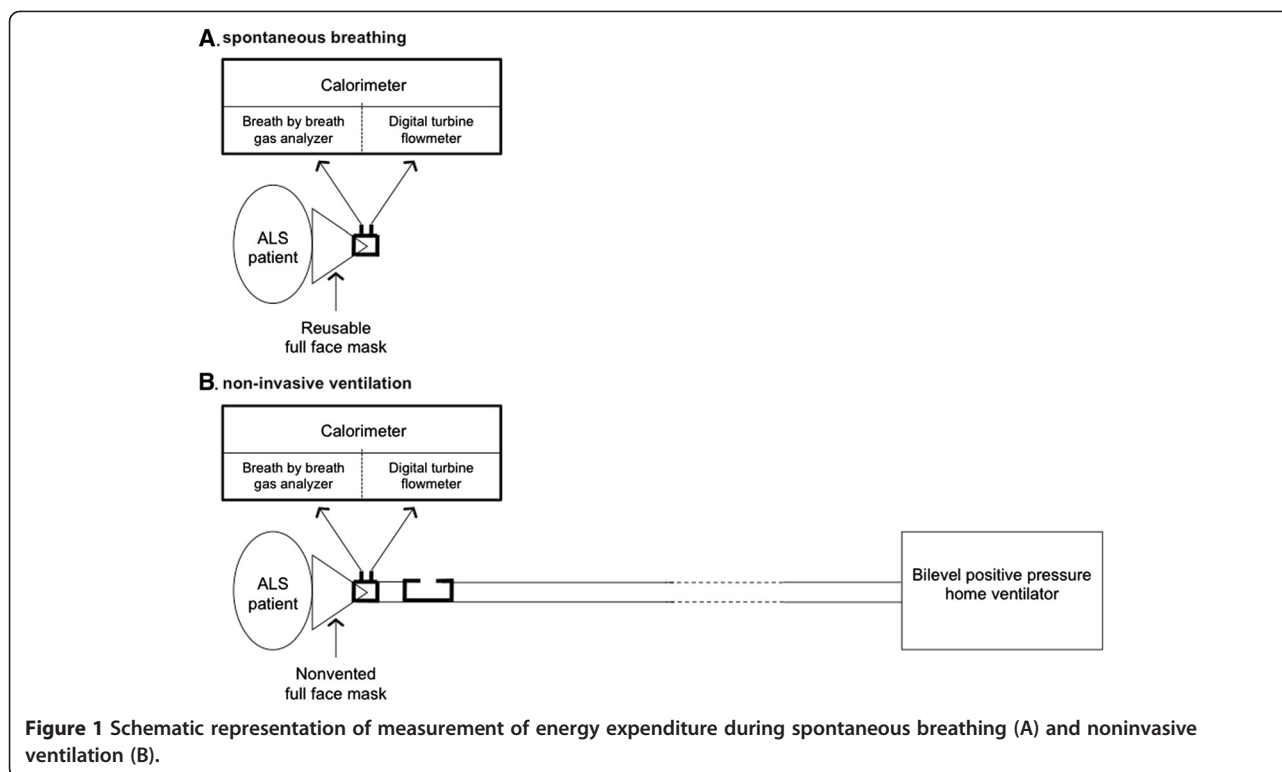 A. spontaneous breathing
Calorimeter
Breath by breath
gas analyzer
Digital turbine
flowmeter
ALS
patient
Reusable
full face mask
B. non-invasive ventilation
Calorimeter
Breath by breath
gas analyzer
Digital turbine
flowmeter
ALS
patient
Bilevel positive pressure
home ventilator
Nonvented
full face mask
Figure 1 Schematic representation of measurement of energy expenditure during spontaneous breathing (A) and noninvasive
ventilation (B).